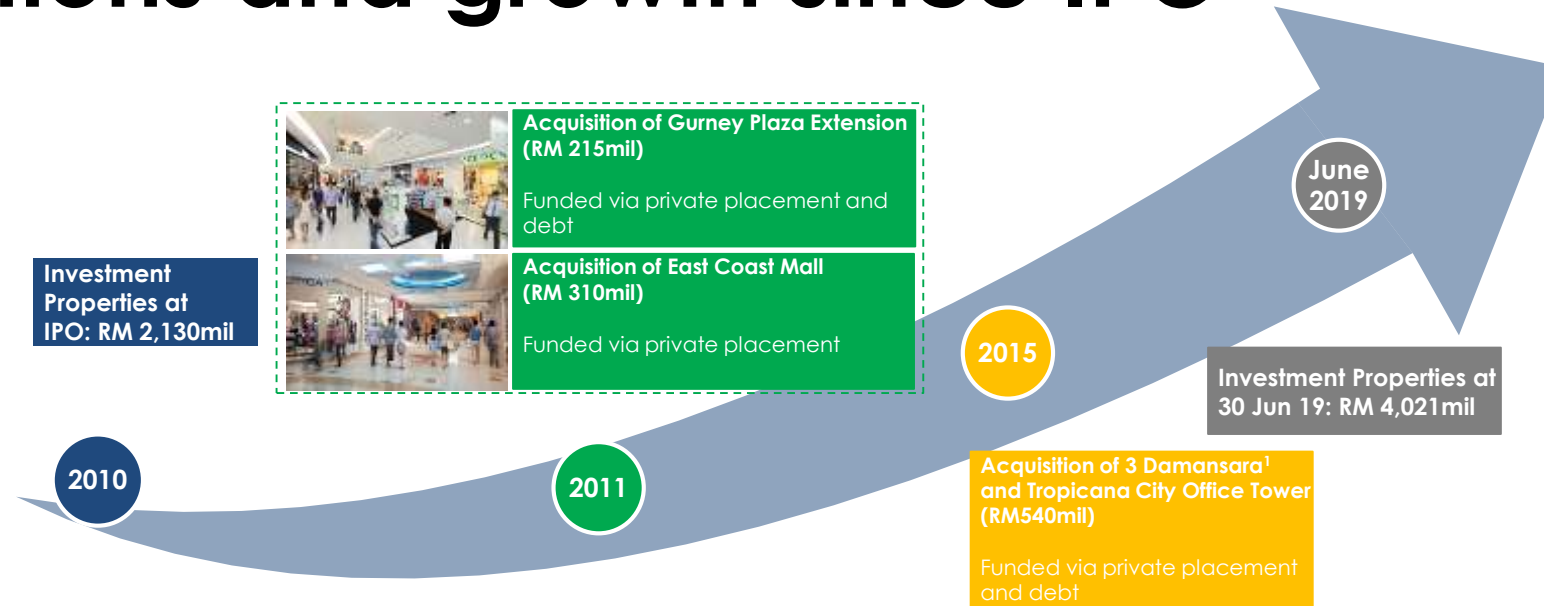 growth since IPO
Investment
Properties at
IPO: RM 2,130mil
Acquisition of Gurney Plaza Extension
(RM 215mil)
Funded via private placement and
debt
Acquisition of East Coast Mall
(RM 310mil)
Funded via private placement
2010
2011
2015
June
2019
Investment Properties at
30 Jun 19: RM 4,021mil
Acquisition of 3 Damansara¹
and Tropicana City Office Tower
(RM540mil)
Funded via private placement
and debt